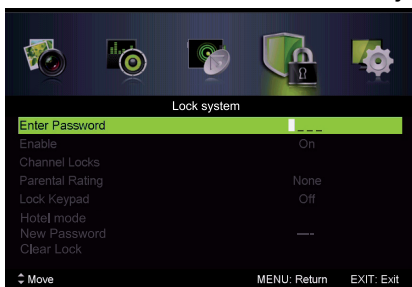 Lock system
Enter Password _ _ _
Enable On
Channel Locks
Parental Rating None
Lock Keypad Off
Hotel mode
New Password ----
Clear Lock
Move MENU: Return EXIT: Exit